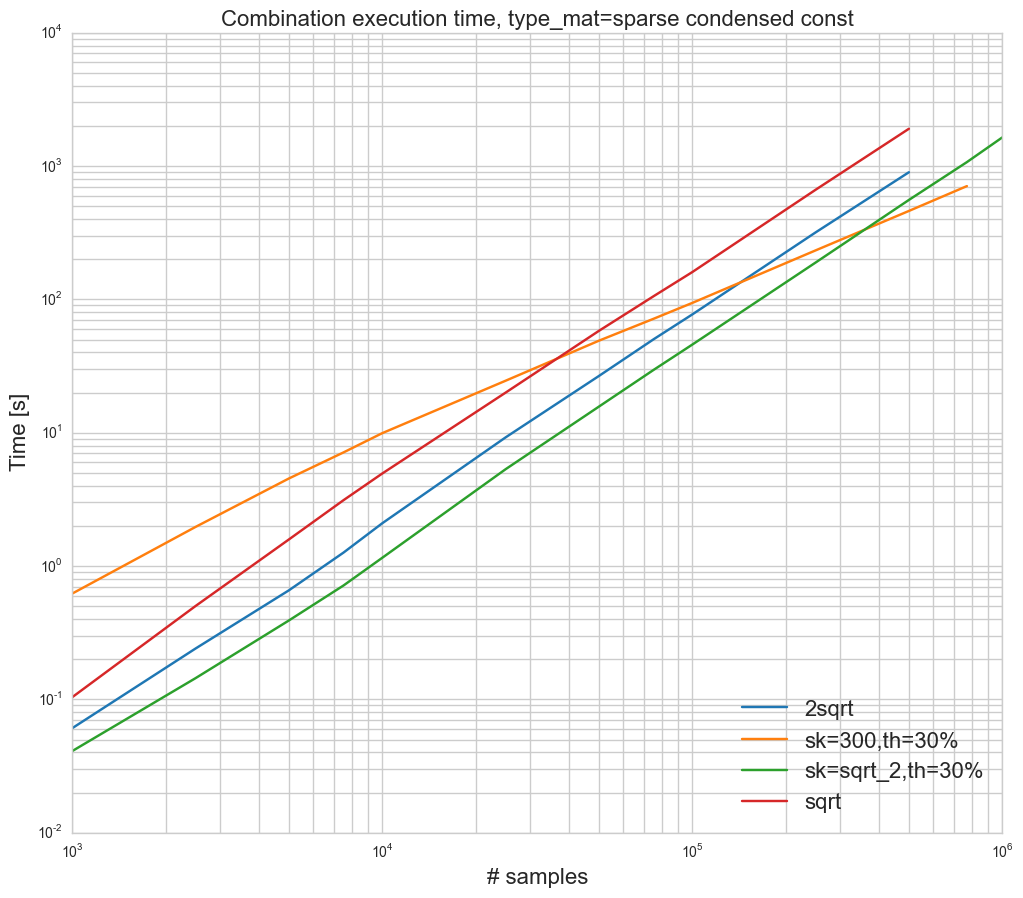 Combination execution time, type_mat=sparse condensed const
Time [s]
10^4
10^3
10^2
10^1
10^0
10^-1
10^-2
2sqrt
sk=300,th=30%
sk=sqrt_2,th=30%
sqrt
10^3 10^4 10^5 10^6
# samples